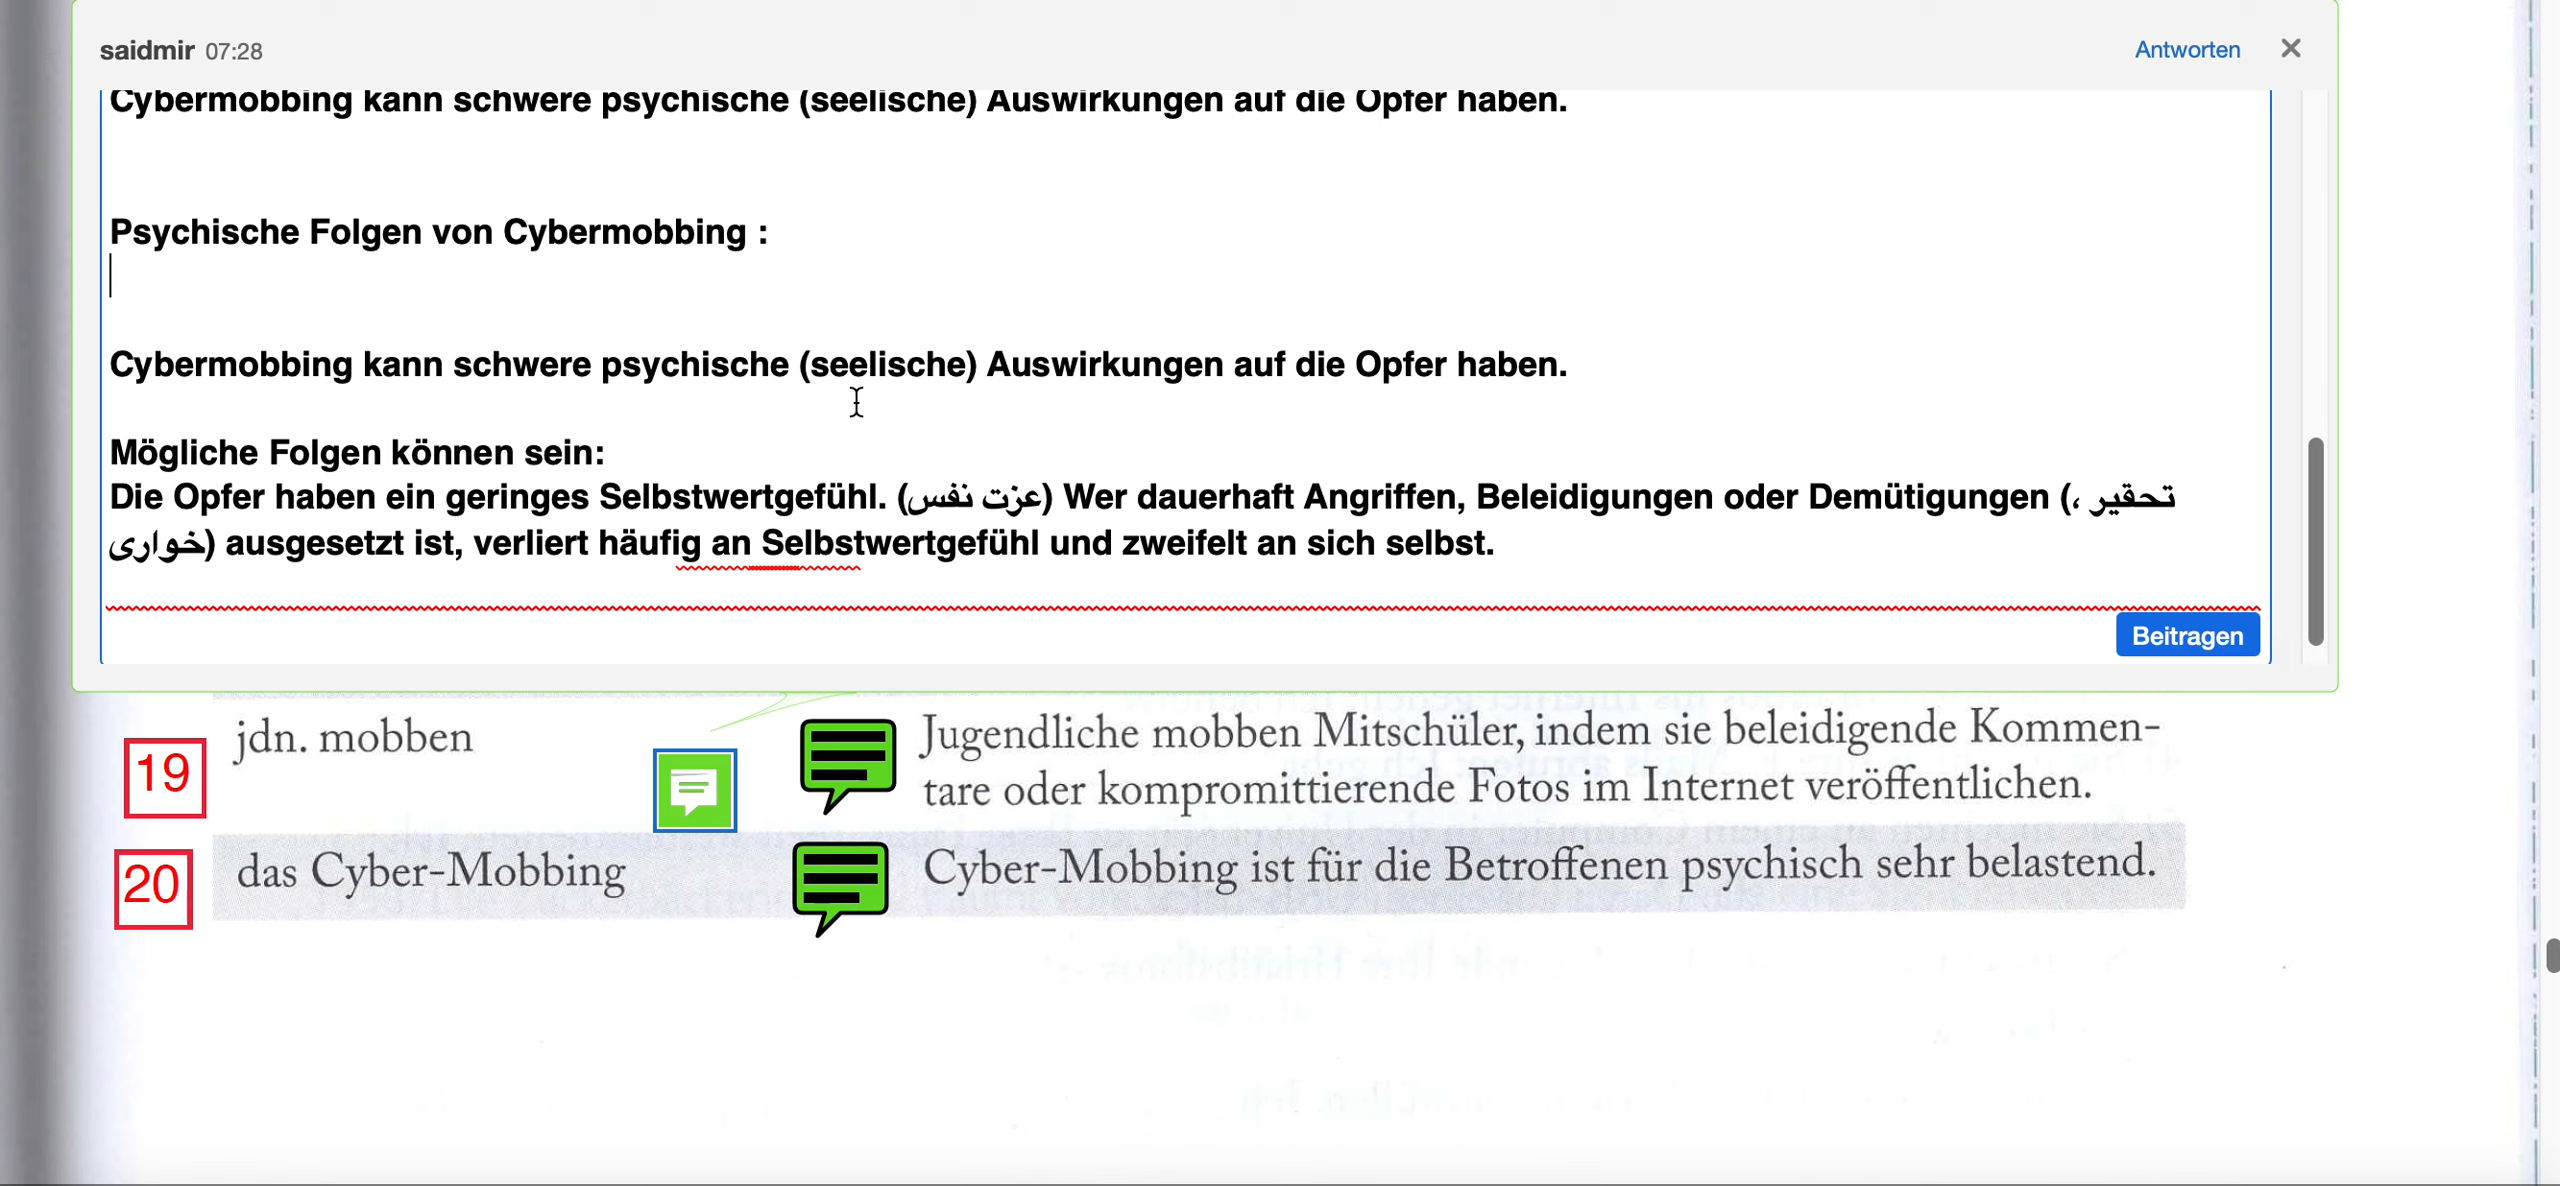 saidmir 07:28
Antworten
Cybermobbing kann schwere psychische (seelische) Auswirkungen auf die Opfer haben.
Psychische Folgen von Cybermobbing :
Cybermobbing kann schwere psychische (seelische) Auswirkungen auf die Opfer haben.
Mögliche Folgen können sein:
Die Opfer haben ein geringes Selbstwertgefühl. (عزت نفس) Wer dauerhaft Angriffen, Beleidigungen oder Demütigungen (تحقیر ،
خواری) ausgesetzt ist, verliert häufig an Selbstwertgefühl und zweifelt an sich selbst.
Beitragen
19
jdn. mobben
Jugendliche mobben Mitschüler, indem sie beleidigende Kommen-
tare oder kompromittierende Fotos im Internet veröffentlichen.
20
das Cyber-Mobbing
Cyber-Mobbing ist für die Betroffenen psychisch sehr belastend.